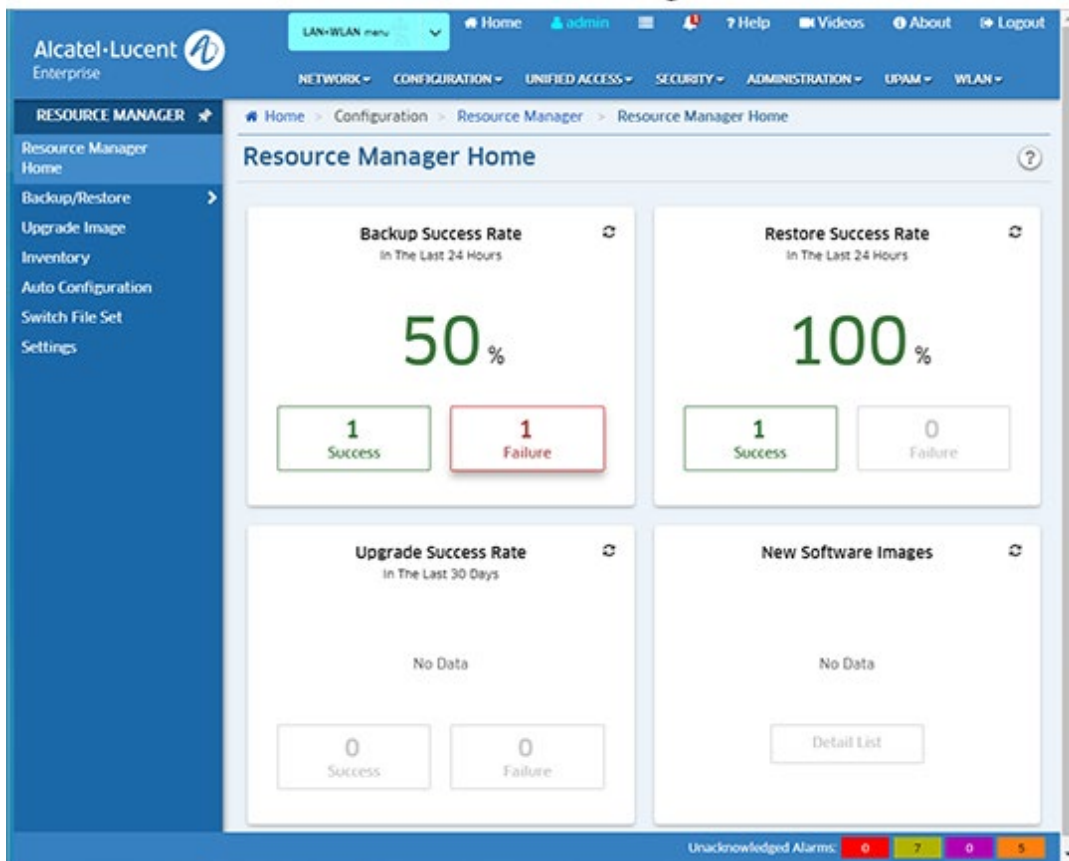 Alcatel·Lucent
Enterprise
LAN+WLAN menu
Home
admin
? Help
Videos
About
Logout
NETWORK
CONFIGURATION
UNIFIED ACCESS
SECURITY
ADMINISTRATION
UPAM
WLAN
RESOURCE MANAGER
Resource Manager
Home
Backup/Restore
Upgrade Image
Inventory
Auto Configuration
Switch File Set
Settings
Home > Configuration > Resource Manager > Resource Manager Home
Resource Manager Home
?
Backup Success Rate
In The Last 24 Hours
50 %
1
Success
1
Failure
Restore Success Rate
In The Last 24 Hours
100 %
1
Success
0
Failure
Upgrade Success Rate
In The Last 30 Days
No Data
0
Success
0
Failure
New Software Images
No Data
Detail List
Unacknowledged Alarms: 0 7 0 5